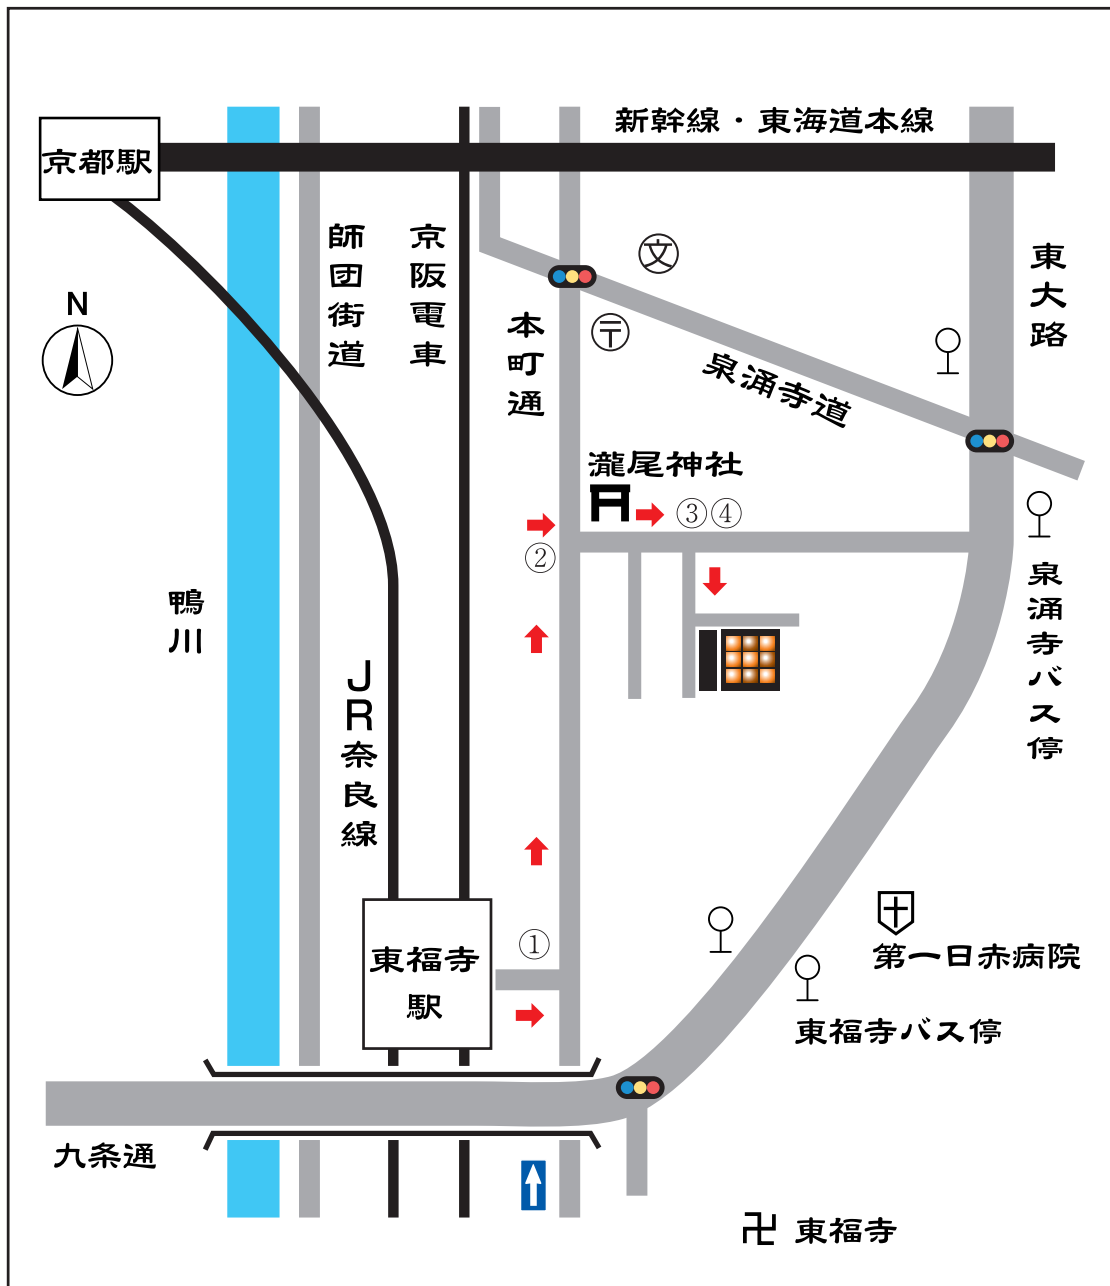 新幹線・東海道本線
京都駅
師団街道
京阪電車
東大路
N
文
〒
本町通
泉涌寺道
瀧尾神社
③④
②
鴨川
泉涌寺バス停
JR奈良線
①
東福寺
駅
第一日赤病院
東福寺バス停
九条通
卍 東福寺